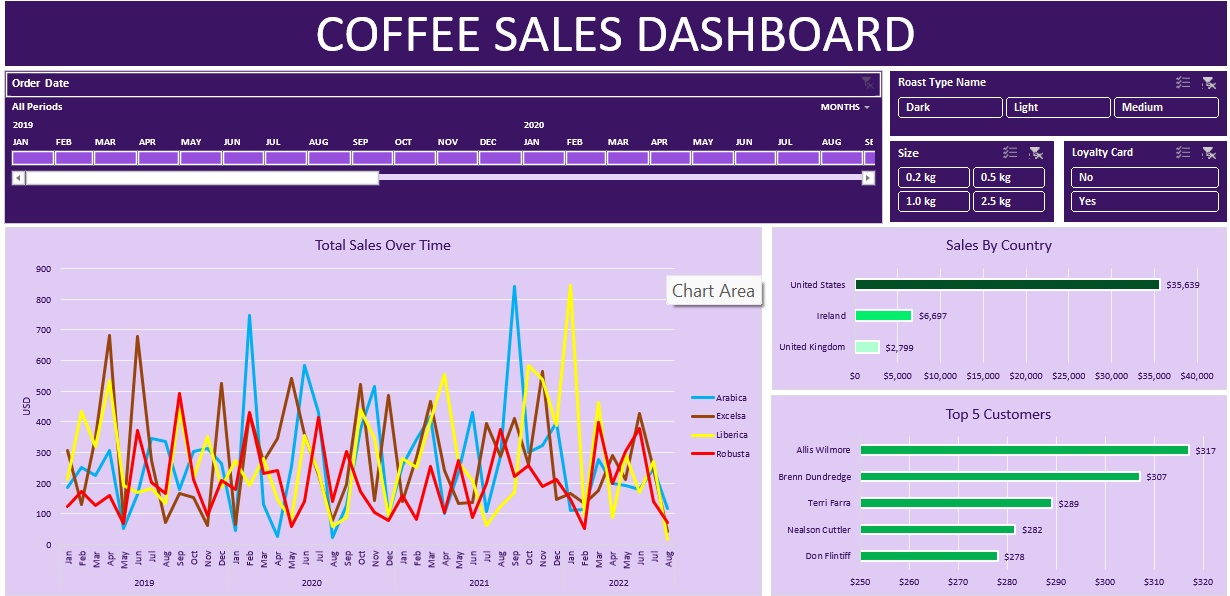 COFFEE SALES DASHBOARD
Order Date
All Periods
MONTHS
2019 2020
JAN FEB MAR APR MAY JUN JUL AUG SEP OCT NOV DEC JAN FEB MAR APR MAY JUN JUL AUG SE
Roast Type Name
Dark Light Medium
Size
0.2 kg 0.5 kg
1.0 kg 2.5 kg
Loyalty Card
No
Yes
Total Sales Over Time
900
800
700
600
500
400
300
200
100
0
USD
Chart Area
Arabica
Excelsa
Liberica
Robusta
Jan Feb Mar Apr May Jun Jul Aug Sep Oct Nov Dec Jan Feb Mar Apr May Jun Jul Aug Sep Oct Nov Dec Jan Feb Mar Apr May Jun Jul Aug Sep Oct Nov Dec Jan Feb Mar Apr May Jun Jul Aug
2019 2020 2021 2022
Sales By Country
United States $35,639
Ireland $6,697
United Kingdom $2,799
$0 $5,000 $10,000 $15,000 $20,000 $25,000 $30,000 $35,000 $40,000
Top 5 Customers
Allis Wilmore $317
Brenn Dundredge $307
Terri Farra $289
Nealson Cuttler $282
Don Flintiff $278
$250 $260 $270 $280 $290 $300 $310 $320